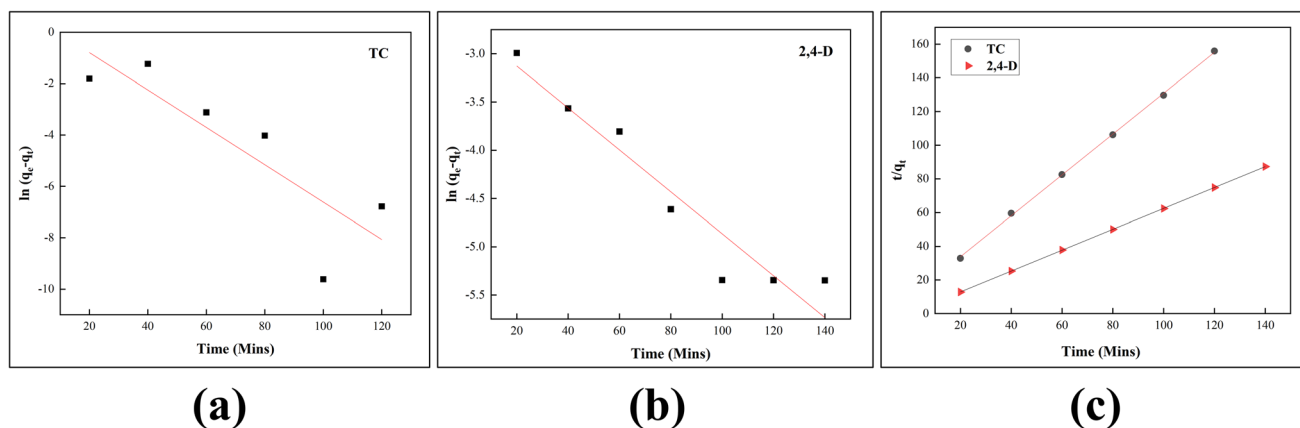 TC
0
-2
-4
-6
-8
-10
ln (qe-qt)
20 40 60 80 100 120
Time (Mins)
(a)
2,4-D
-3.0
-3.5
-4.0
-4.5
-5.0
-5.5
ln (qe-qt)
20 40 60 80 100 120 140
Time (Mins)
(b)
TC
2,4-D
160
140
120
100
80
60
40
20
0
t/qt
20 40 60 80 100 120 140
Time (Mins)
(c)